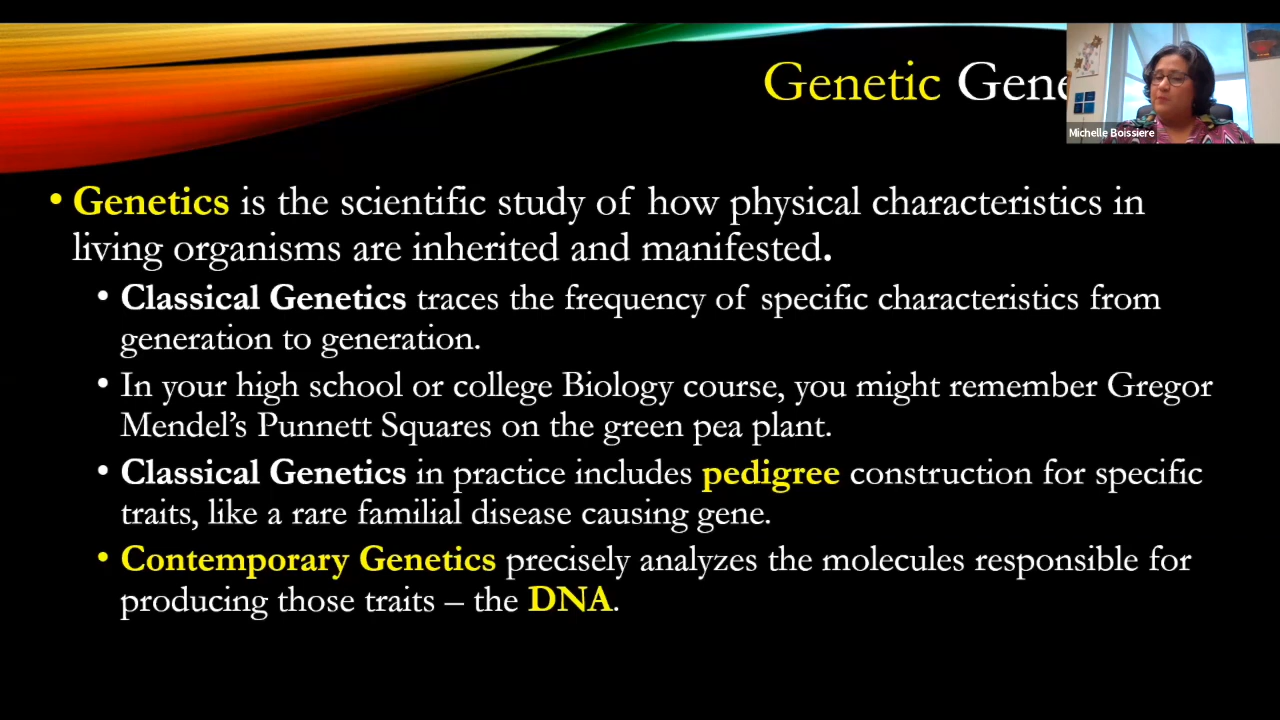 Genetic Gene
Michelle Boissiere
• Genetics is the scientific study of how physical characteristics in
living organisms are inherited and manifested.
• Classical Genetics traces the frequency of specific characteristics from
generation to generation.
• In your high school or college Biology course, you might remember Gregor
Mendel’s Punnett Squares on the green pea plant.
• Classical Genetics in practice includes pedigree construction for specific
traits, like a rare familial disease causing gene.
• Contemporary Genetics precisely analyzes the molecules responsible for
producing those traits – the DNA.